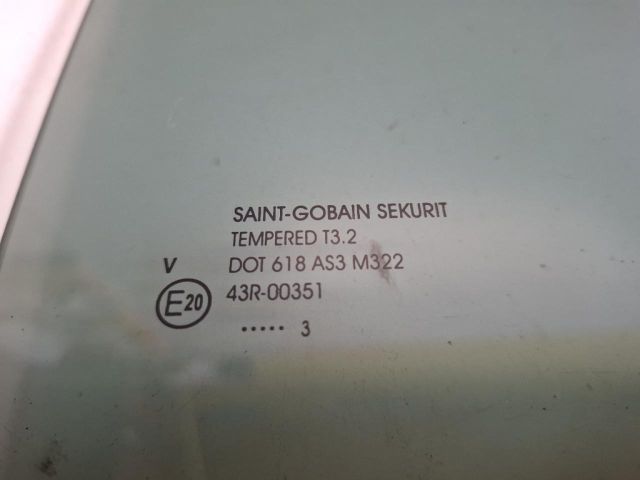 SAINT-GOBAIN SEKURIT
TEMPERED T3.2
V DOT 618 AS3 M322
E20 43R-00351
..... 3